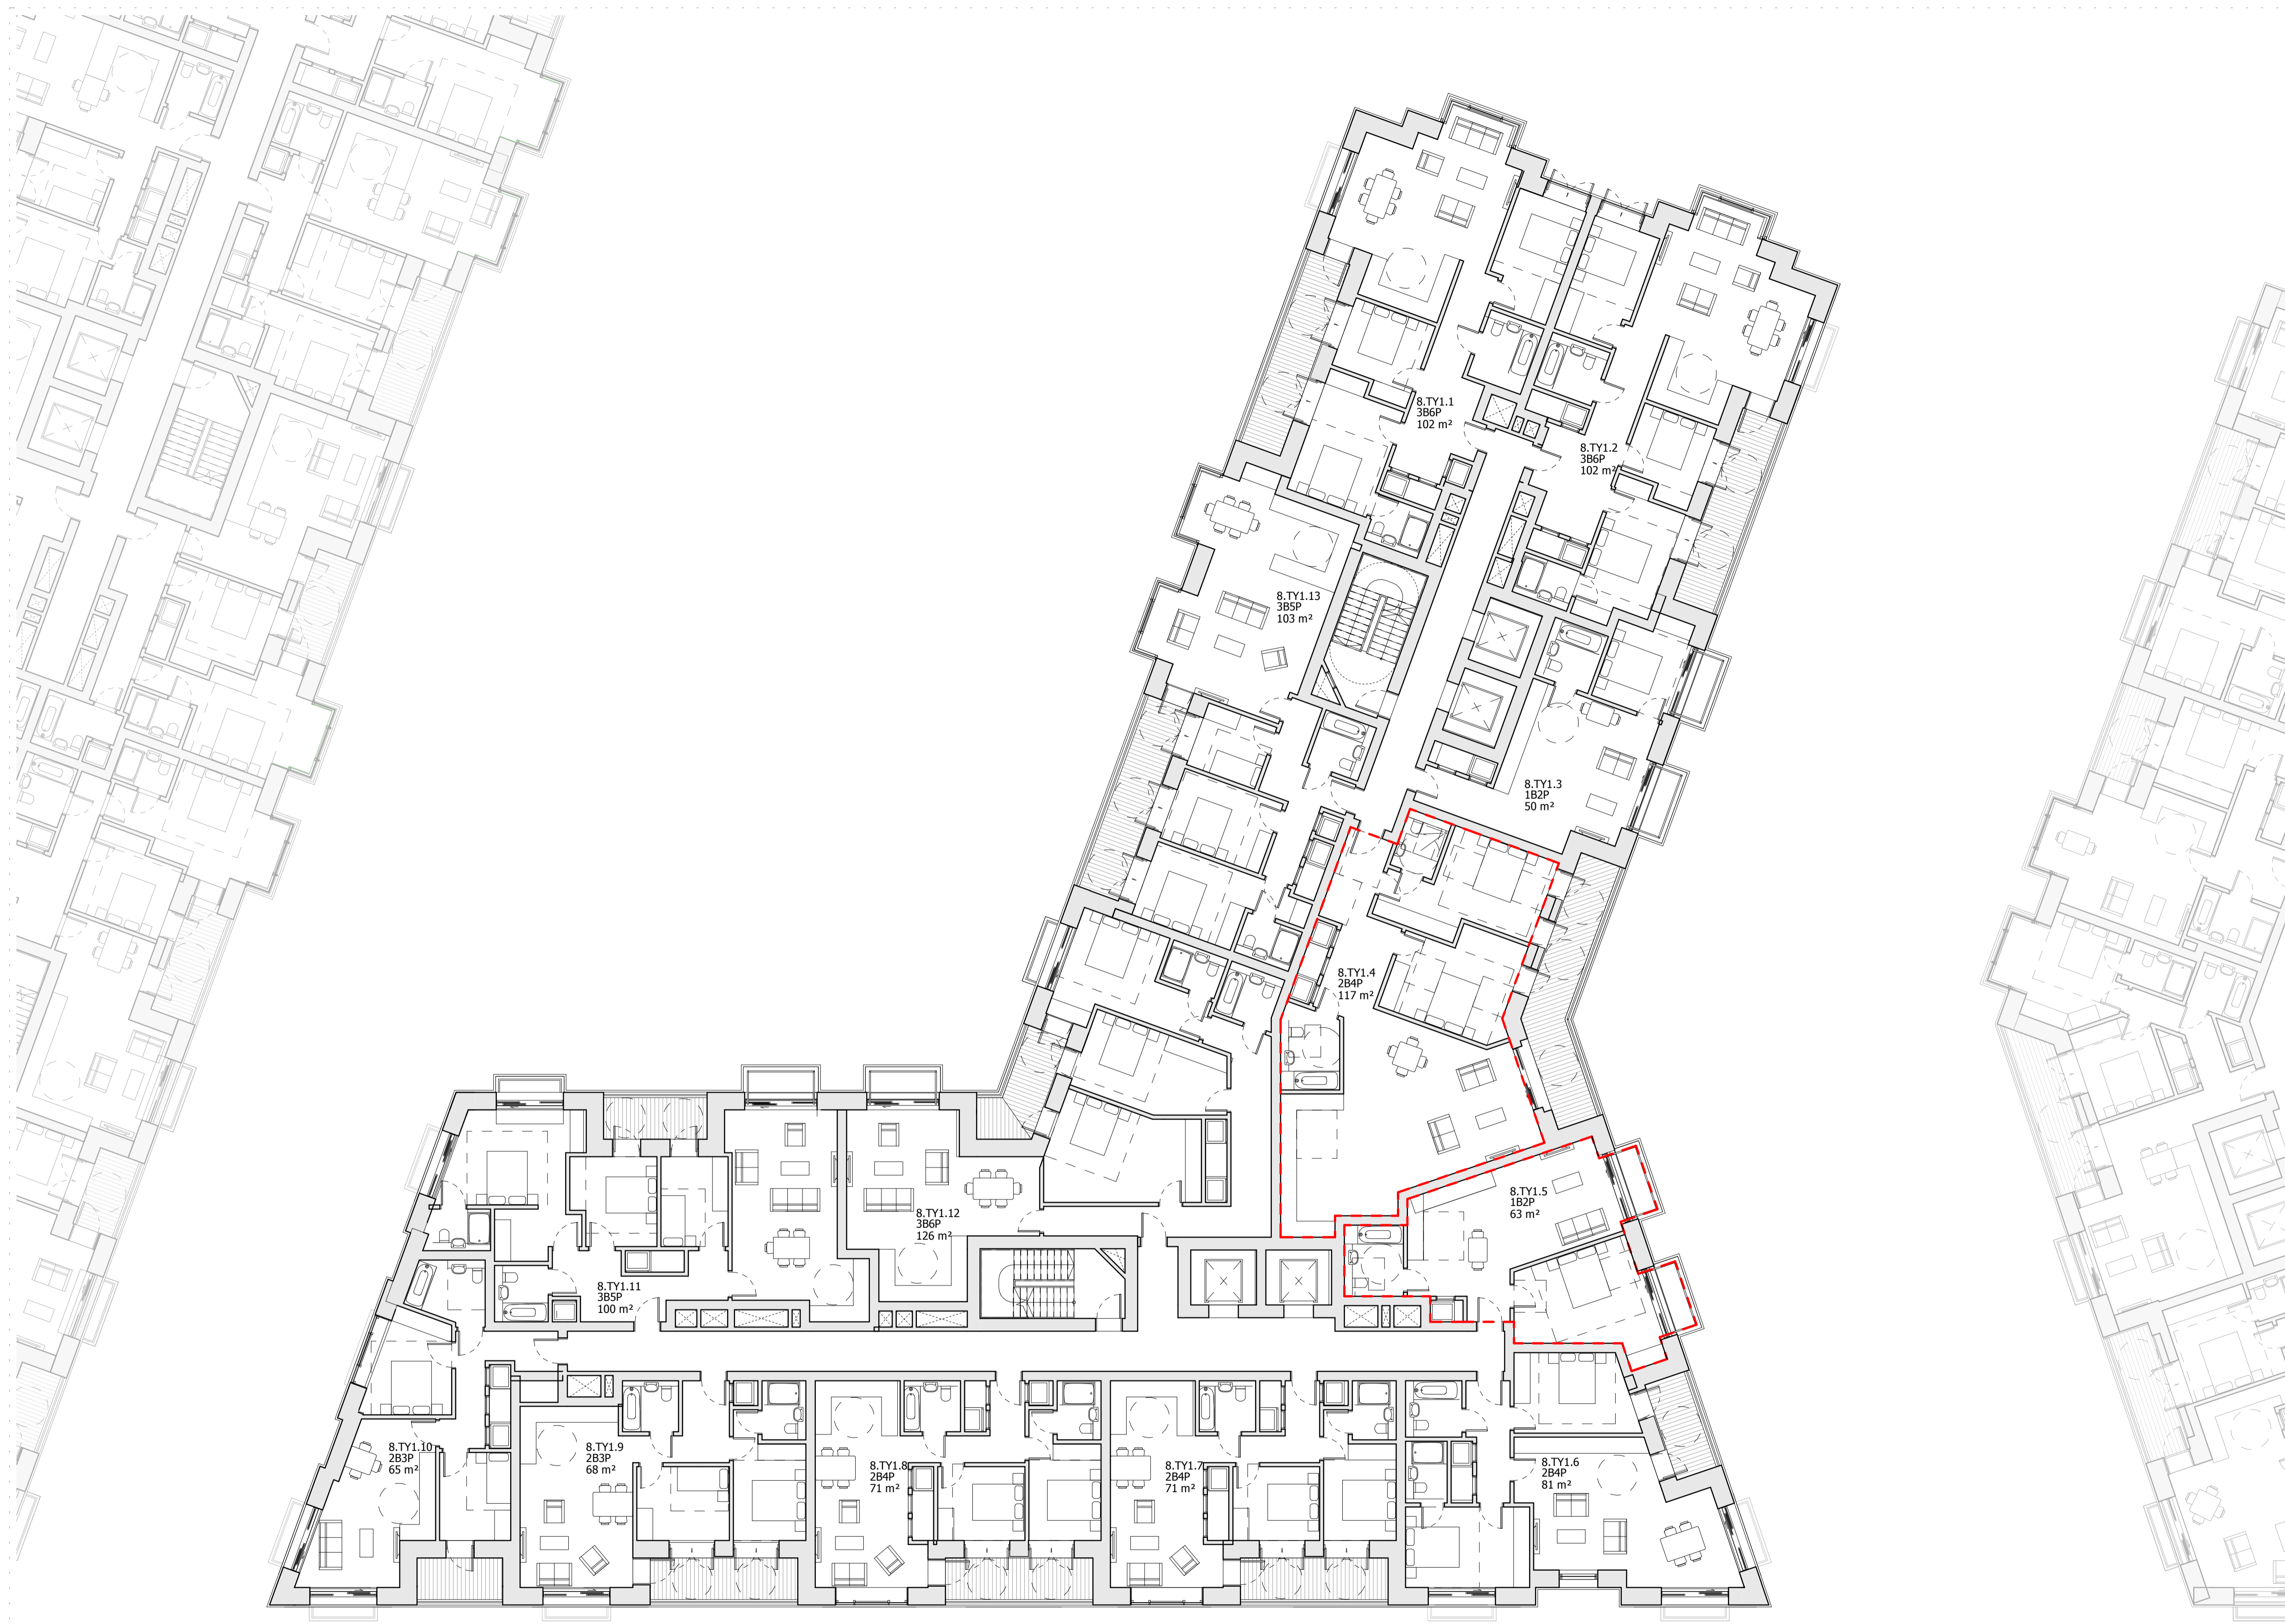 8.TY1.1
3B6P
102 m²
8.TY1.2
3B6P
102 m²
8.TY1.13
3B5P
103 m²
8.TY1.3
1B2P
50 m²
8.TY1.4
2B4P
117 m²
8.TY1.5
1B2P
63 m²
8.TY1.12
3B6P
126 m²
8.TY1.11
3B5P
100 m²
8.TY1.10
2B3P
65 m²
8.TY1.9
2B3P
68 m²
8.TY1.8
2B4P
71 m²
8.TY1.7
2B4P
71 m²
8.TY1.6
2B4P
81 m²